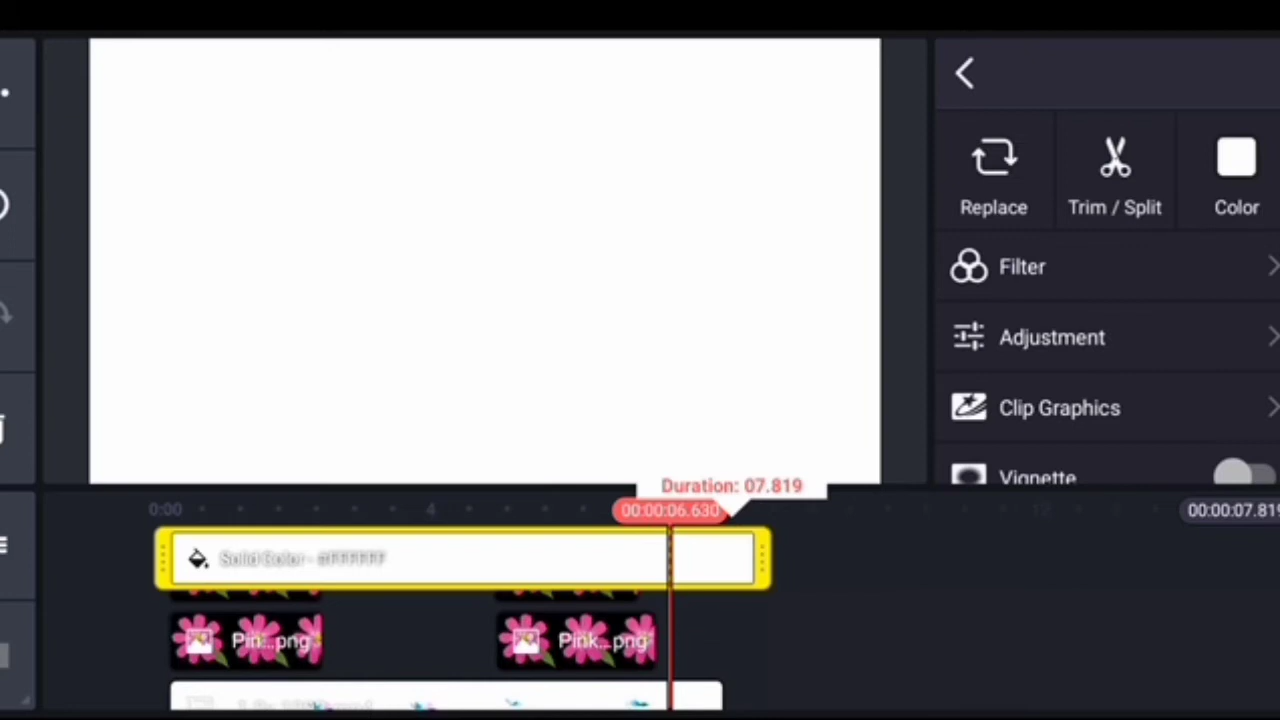 Replace
Trim / Split
Color
Filter
Adjustment
Clip Graphics
Vignette
Duration: 07.819
0:00
4
00:00:06.630
12
00:00:07.819
Solid Color - #FFFFFF
Pin...png
Pink...png